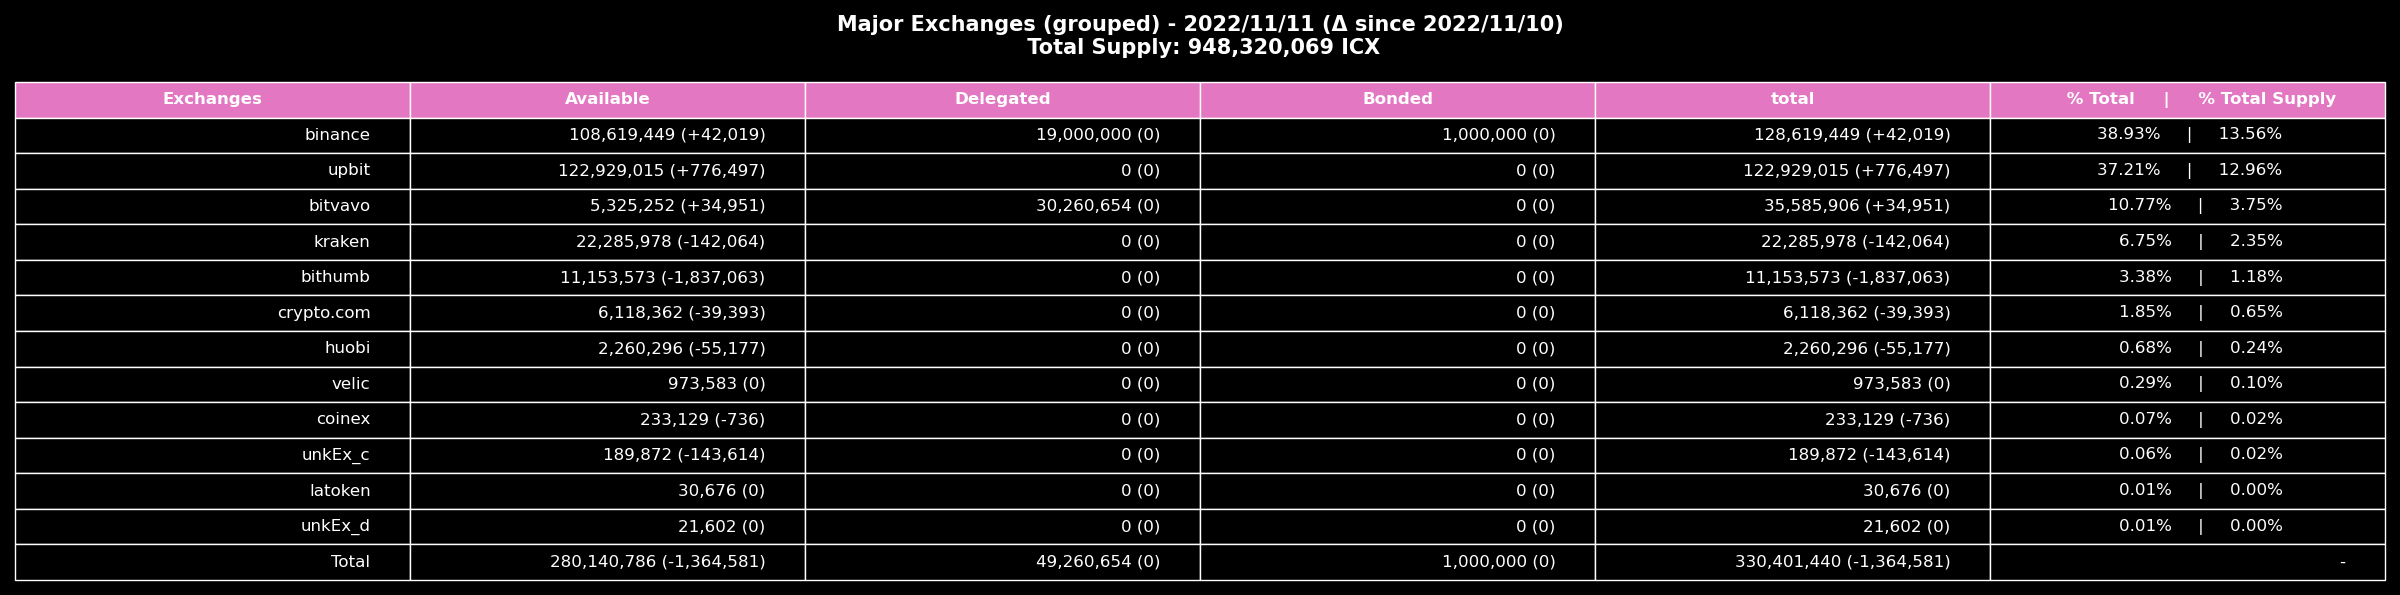 Major Exchanges (grouped) - 2022/11/11 (Δ since 2022/11/10)
Total Supply: 948,320,069 ICX
Exchanges Available Delegated Bonded total % Total | % Total Supply
binance 108,619,449 (+42,019) 19,000,000 (0) 1,000,000 (0) 128,619,449 (+42,019) 38.93% | 13.56%
upbit 122,929,015 (+776,497) 0 (0) 0 (0) 122,929,015 (+776,497) 37.21% | 12.96%
bitvavo 5,325,252 (+34,951) 30,260,654 (0) 0 (0) 35,585,906 (+34,951) 10.77% | 3.75%
kraken 22,285,978 (-142,064) 0 (0) 0 (0) 22,285,978 (-142,064) 6.75% | 2.35%
bithumb 11,153,573 (-1,837,063) 0 (0) 0 (0) 11,153,573 (-1,837,063) 3.38% | 1.18%
crypto.com 6,118,362 (-39,393) 0 (0) 0 (0) 6,118,362 (-39,393) 1.85% | 0.65%
huobi 2,260,296 (-55,177) 0 (0) 0 (0) 2,260,296 (-55,177) 0.68% | 0.24%
velic 973,583 (0) 0 (0) 0 (0) 973,583 (0) 0.29% | 0.10%
coinex 233,129 (-736) 0 (0) 0 (0) 233,129 (-736) 0.07% | 0.02%
unkEx_c 189,872 (-143,614) 0 (0) 0 (0) 189,872 (-143,614) 0.06% | 0.02%
latoken 30,676 (0) 0 (0) 0 (0) 30,676 (0) 0.01% | 0.00%
unkEx_d 21,602 (0) 0 (0) 0 (0) 21,602 (0) 0.01% | 0.00%
Total 280,140,786 (-1,364,581) 49,260,654 (0) 1,000,000 (0) 330,401,440 (-1,364,581) -